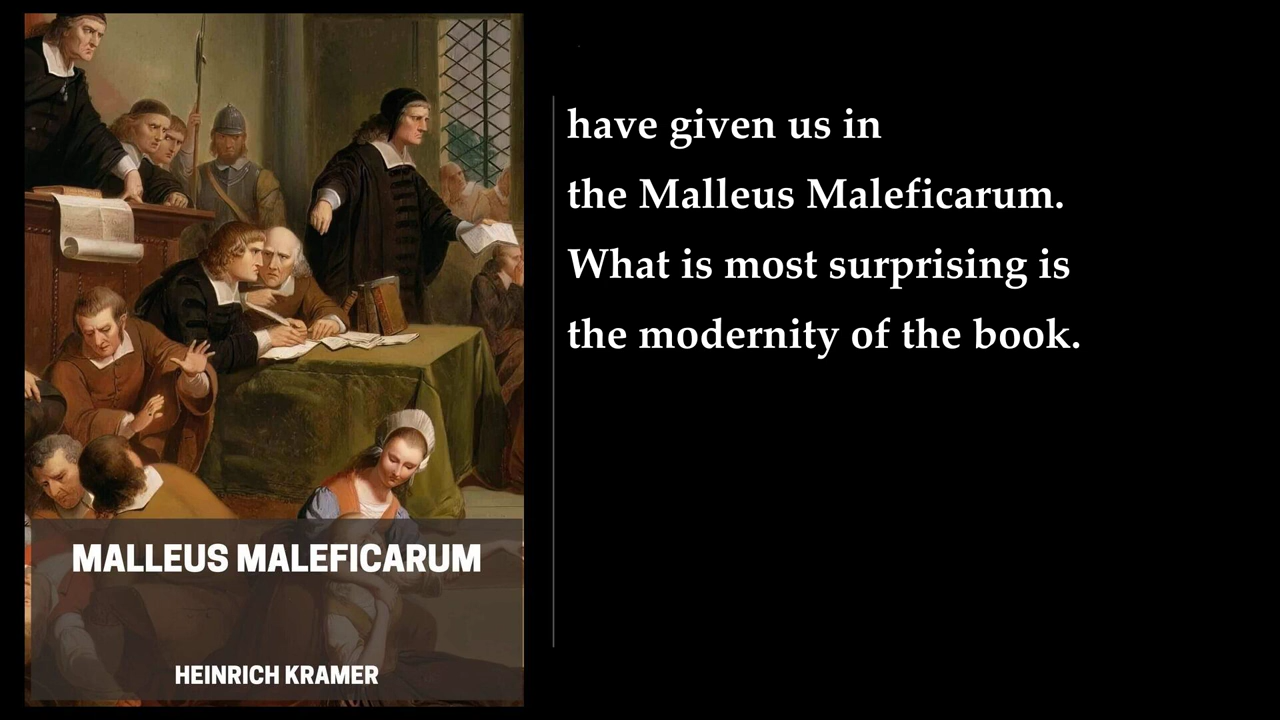 have given us in
the Malleus Maleficarum.
What is most surprising is
the modernity of the book.
MALLEUS MALEFICARUM
HEINRICH KRAMER